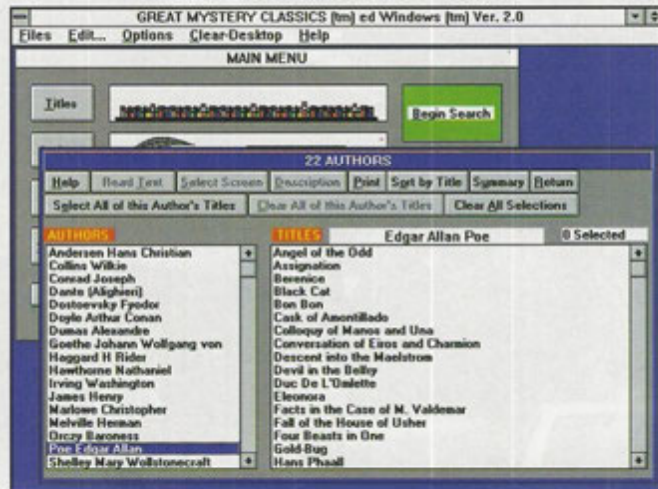 GREAT MYSTERY CLASSICS (tm) ed Windows (tm) Ver. 2.0
Files Edit... Options Clear-Desktop Help
MAIN MENU
Titles
Begin Search
22 AUTHORS
Help Read Text Select Screen Description Print Sort by Title Summary Return
Select All of this Author's Titles Clear All of this Author's Titles Clear All Selections
AUTHORS
Andersen Hans Christian
Collins Wilkie
Conrad Joseph
Dante (Alighieri)
Dostoevsky Fyodor
Doyle Arthur Conan
Dumas Alexandre
Goethe Johann Wolfgang von
Haggard H Rider
Hawthorne Nathaniel
Irving Washington
James Henry
Marlowe Christopher
Melville Herman
Orczy Baroness
Poe Edgar Allan
Shelley Mary Wollstonecraft
TITLES Edgar Allan Poe 0 Selected
Angel of the Odd
Assignation
Berenice
Black Cat
Bon Bon
Cask of Amontillado
Colloquy of Manos and Una
Conversation of Eiros and Charmion
Descent into the Maelstrom
Devil in the Belfry
Duc De L'Omlette
Eleonora
Facts in the Case of M. Valdemar
Fall of the House of Usher
Four Beasts in One
Gold-Bug
Hans Phaall